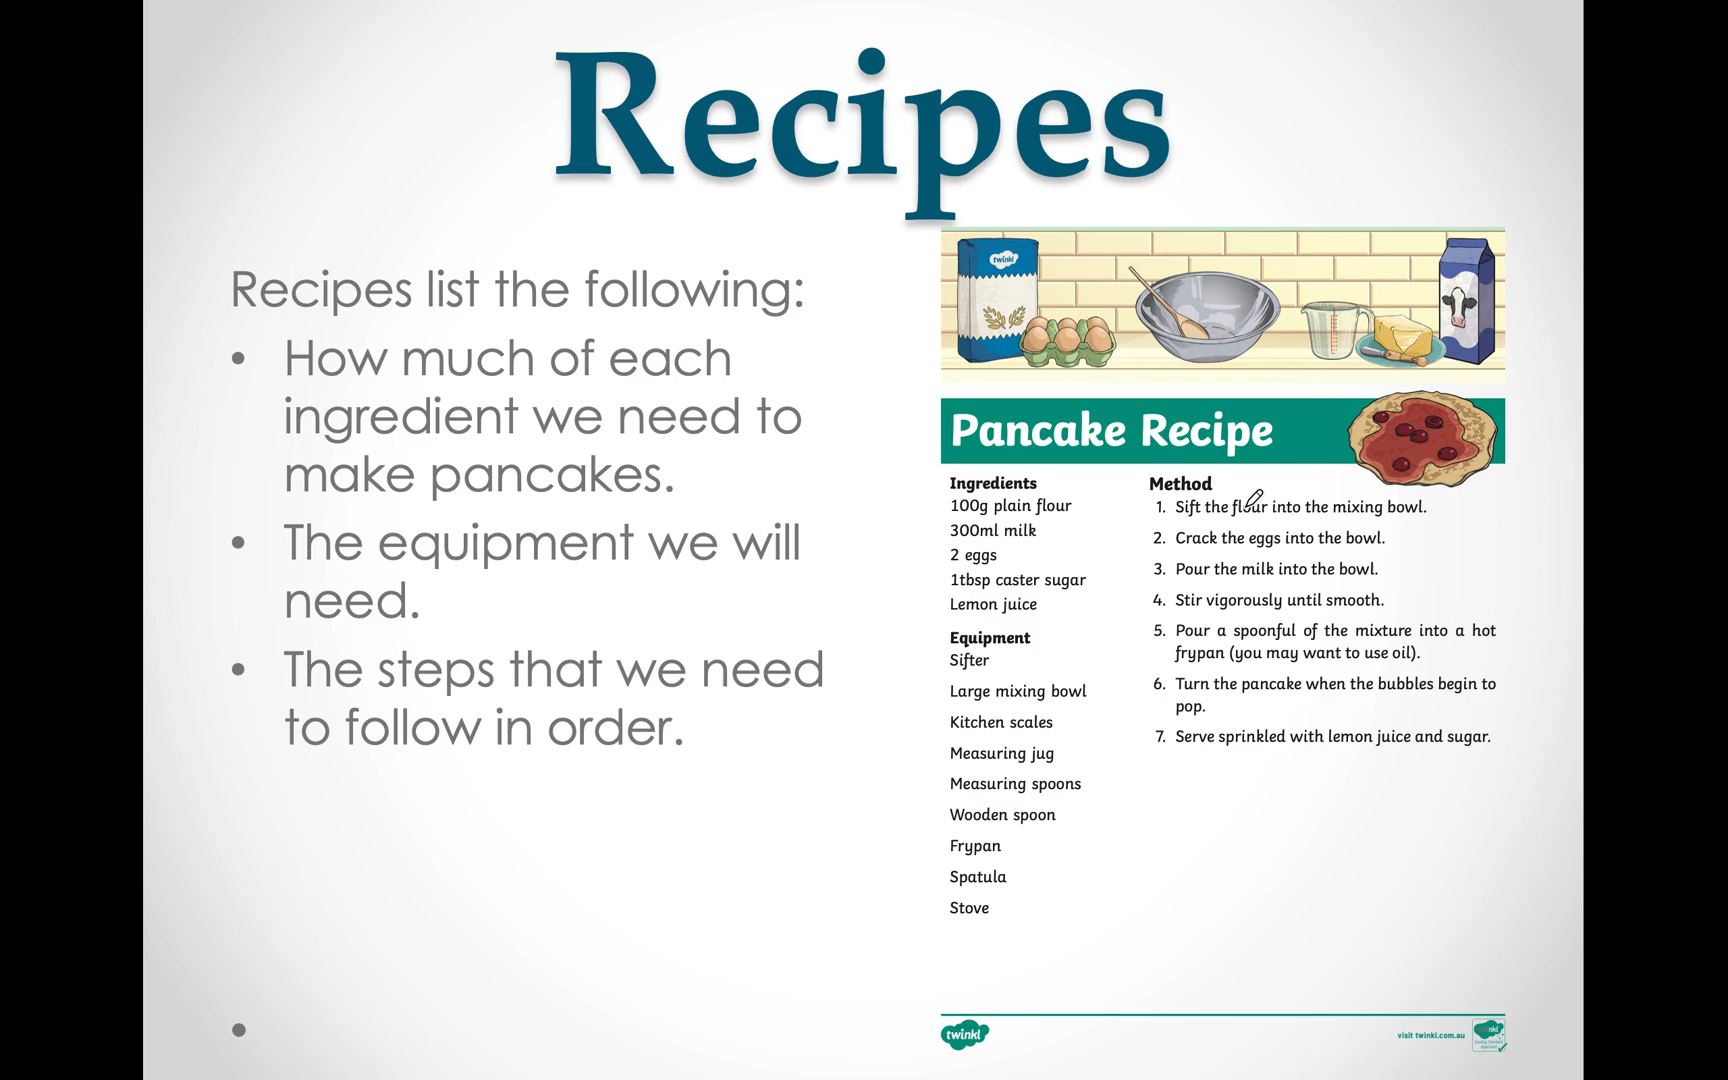 Recipes
Recipes list the following:
• How much of each
ingredient we need to
make pancakes.
• The equipment we will
need.
• The steps that we need
to follow in order.
•
twinkl
Pancake Recipe
Ingredients
100g plain flour
300ml milk
2 eggs
1tbsp caster sugar
Lemon juice
Equipment
Sifter
Large mixing bowl
Kitchen scales
Measuring jug
Measuring spoons
Wooden spoon
Frypan
Spatula
Stove
Method
1. Sift the flour into the mixing bowl.
2. Crack the eggs into the bowl.
3. Pour the milk into the bowl.
4. Stir vigorously until smooth.
5. Pour a spoonful of the mixture into a hot
frypan (you may want to use oil).
6. Turn the pancake when the bubbles begin to
pop.
7. Serve sprinkled with lemon juice and sugar.
twinkl
visit twinkl.com.au